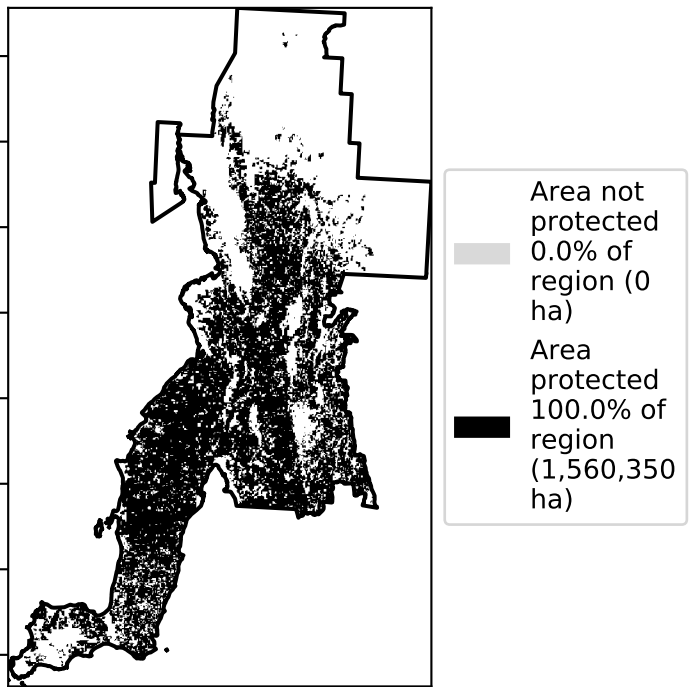 Area not
protected
0.0% of
region (0
ha)
Area
protected
100.0% of
region
(1,560,350
ha)